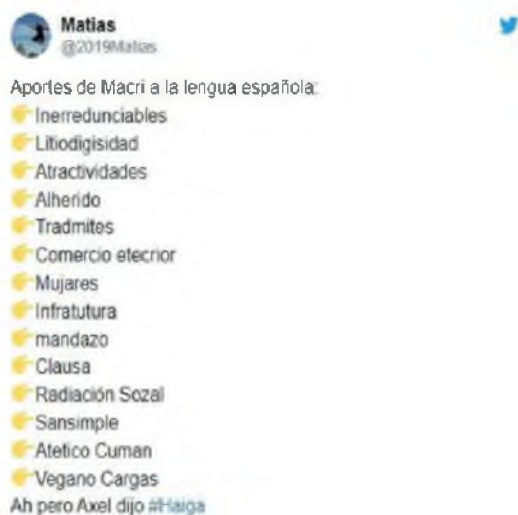 Matias
@2019Matias
Aportes de Macri a la lengua española:
👉Inerredunciables
👉Litiodigisidad
👉Atractividades
👉Alherido
👉Tradmites
👉Comercio etecrior
👉Mujares
👉Infratutura
👉mandazo
👉Clausa
👉Radiación Sozal
👉Sansimple
👉Atetico Cuman
👉Vegano Cargas
Ah pero Axel dijo #Haiga